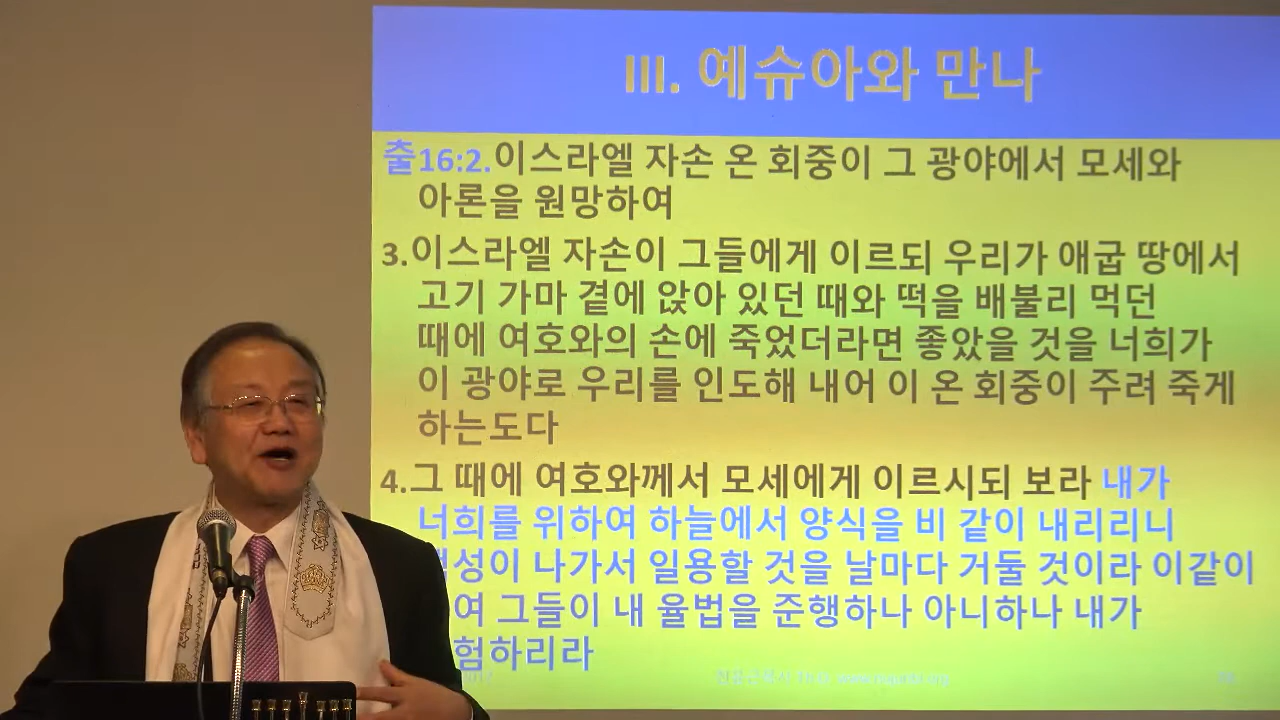 III. 예슈아와 만나
출16:2.이스라엘 자손 온 회중이 그 광야에서 모세와
아론을 원망하여
3.이스라엘 자손이 그들에게 이르되 우리가 애굽 땅에서
고기 가마 곁에 앉아 있던 때와 떡을 배불리 먹던
때에 여호와의 손에 죽었더라면 좋았을 것을 너희가
이 광야로 우리를 인도해 내어 이 온 회중이 주려 죽게
하는도다
4.그 때에 여호와께서 모세에게 이르시되 보라 내가
너희를 위하여 하늘에서 양식을 비 같이 내리리니
성이 나가서 일용할 것을 날마다 거둘 것이라 이같이
여 그들이 내 율법을 준행하나 아니하나 내가
험하리라